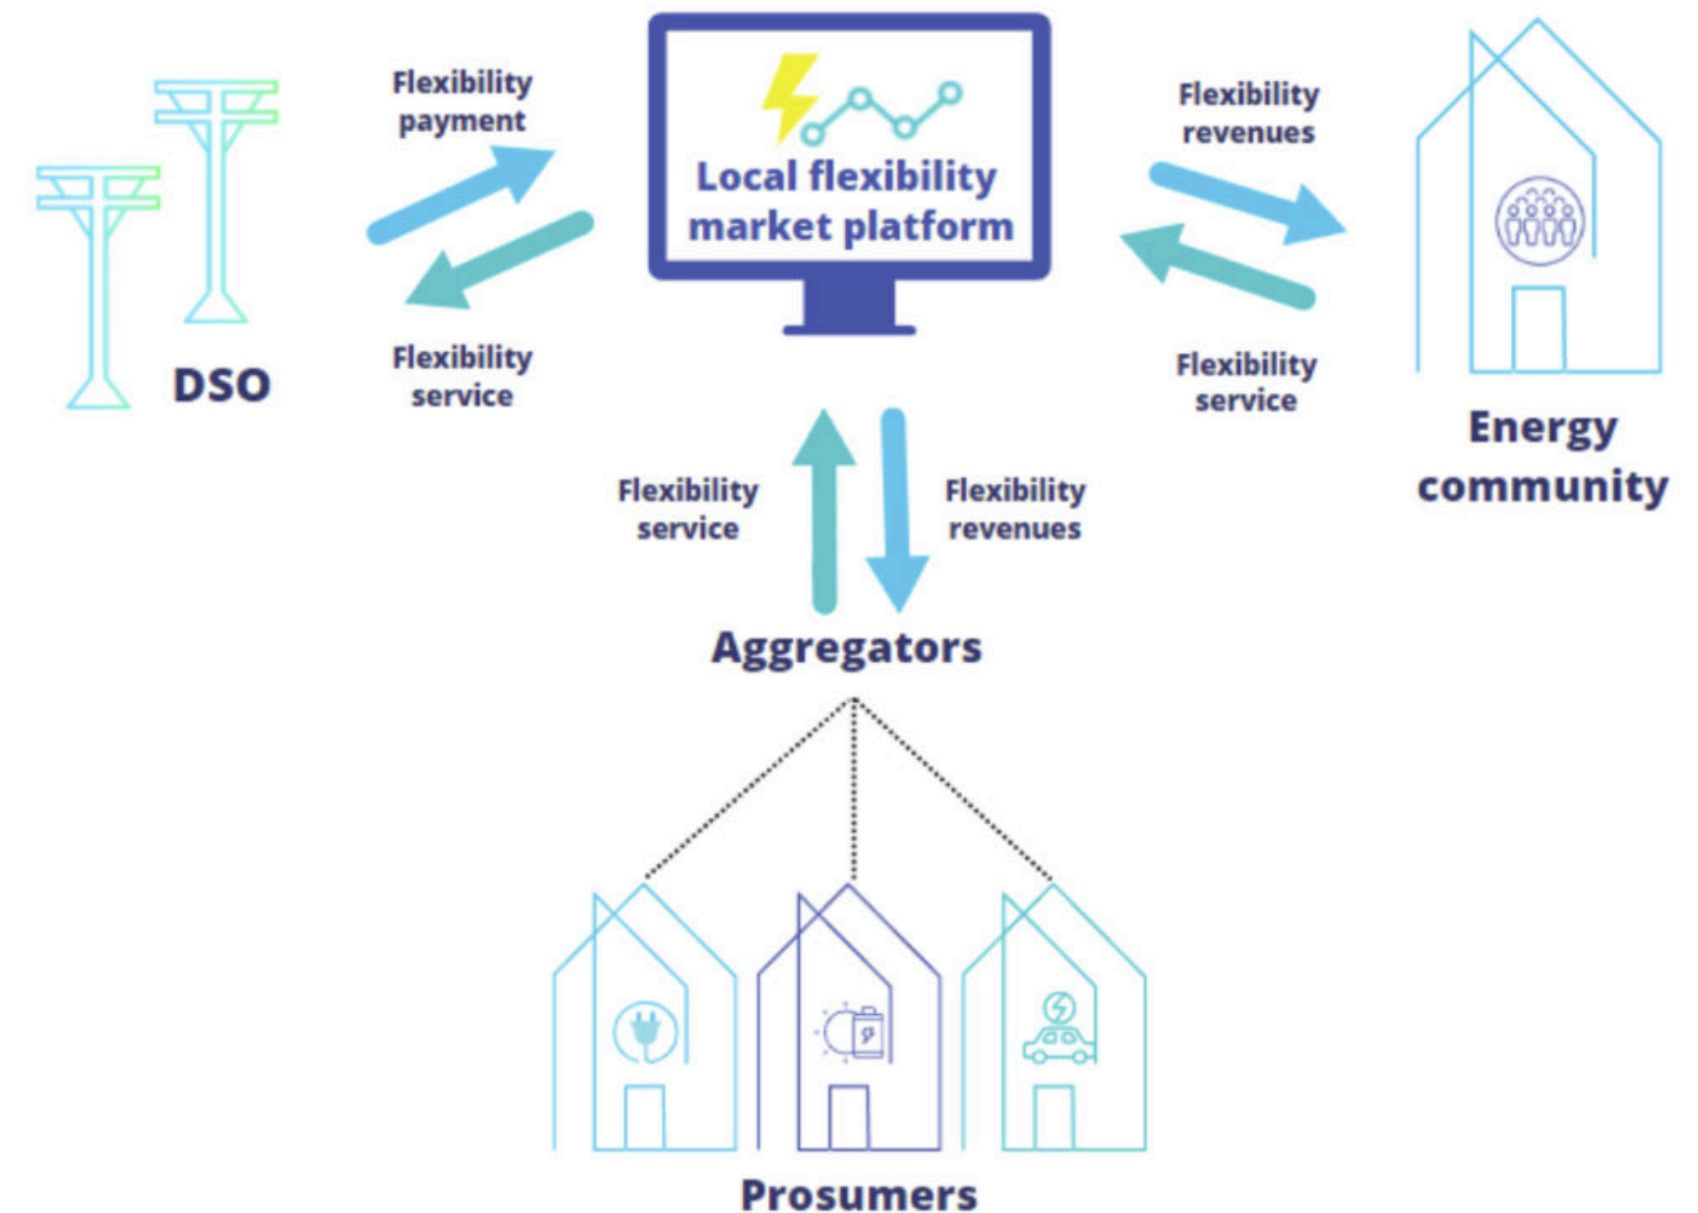 Flexibility
payment
Flexibility
service
DSO
Local flexibility
market platform
Flexibility
revenues
Flexibility
service
Energy
community
Flexibility
service
Flexibility
revenues
Aggregators
Prosumers